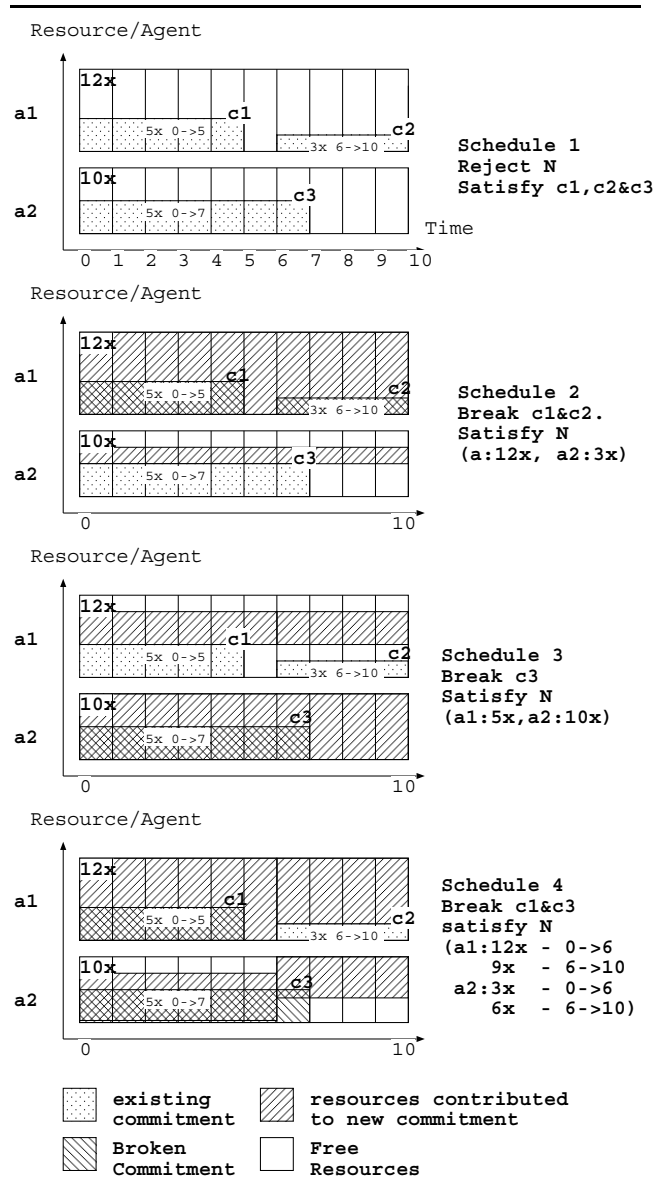 Resource/Agent
12x
a1
c1
5x 0->5
c2
3x 6->10
Schedule 1
Reject N
Satisfy c1,c2&c3
10x
c3
5x 0->7
a2
Time
0 1 2 3 4 5 6 7 8 9 10
Resource/Agent
12x
a1
c1
5x 0->5
c2
3x 6->10
Schedule 2
Break c1&c2.
Satisfy N
(a:12x, a2:3x)
10x
c3
a2
5x 0->7
0 10
Resource/Agent
12x
a1
c1
5x 0->5
c2
3x 6->10
Schedule 3
Break c3
Satisfy N
(a1:5x,a2:10x)
10x
c3
a2
5x 0->7
0 10
Resource/Agent
12x
a1
c1
5x 0->5
c2
3x 6->10
Schedule 4
Break c1&c3
satisfy N
(a1:12x - 0->6
9x - 6->10
a2:3x - 0->6
6x - 6->10)
10x
c3
a2
5x 0->7
0 10
existing
commitment
resources contributed
to new commitment
Broken
Commitment
Free
Resources